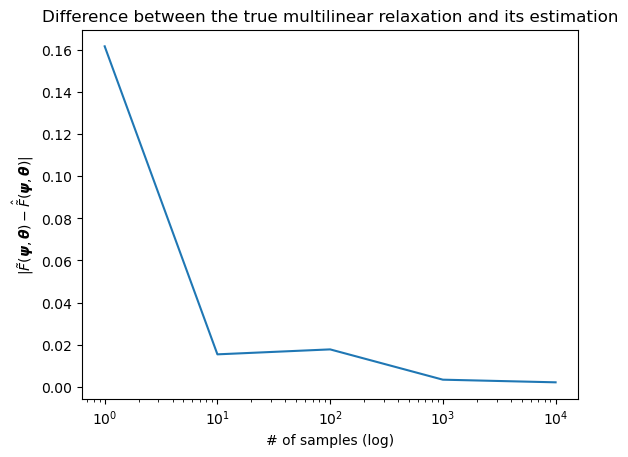 Difference between the true multilinear relaxation and its estimation
|F̃(𝝍, 𝜽) − F̂̃(𝝍, 𝜽)|
0.16
0.14
0.12
0.10
0.08
0.06
0.04
0.02
0.00
10⁰ 10¹ 10² 10³ 10⁴
# of samples (log)